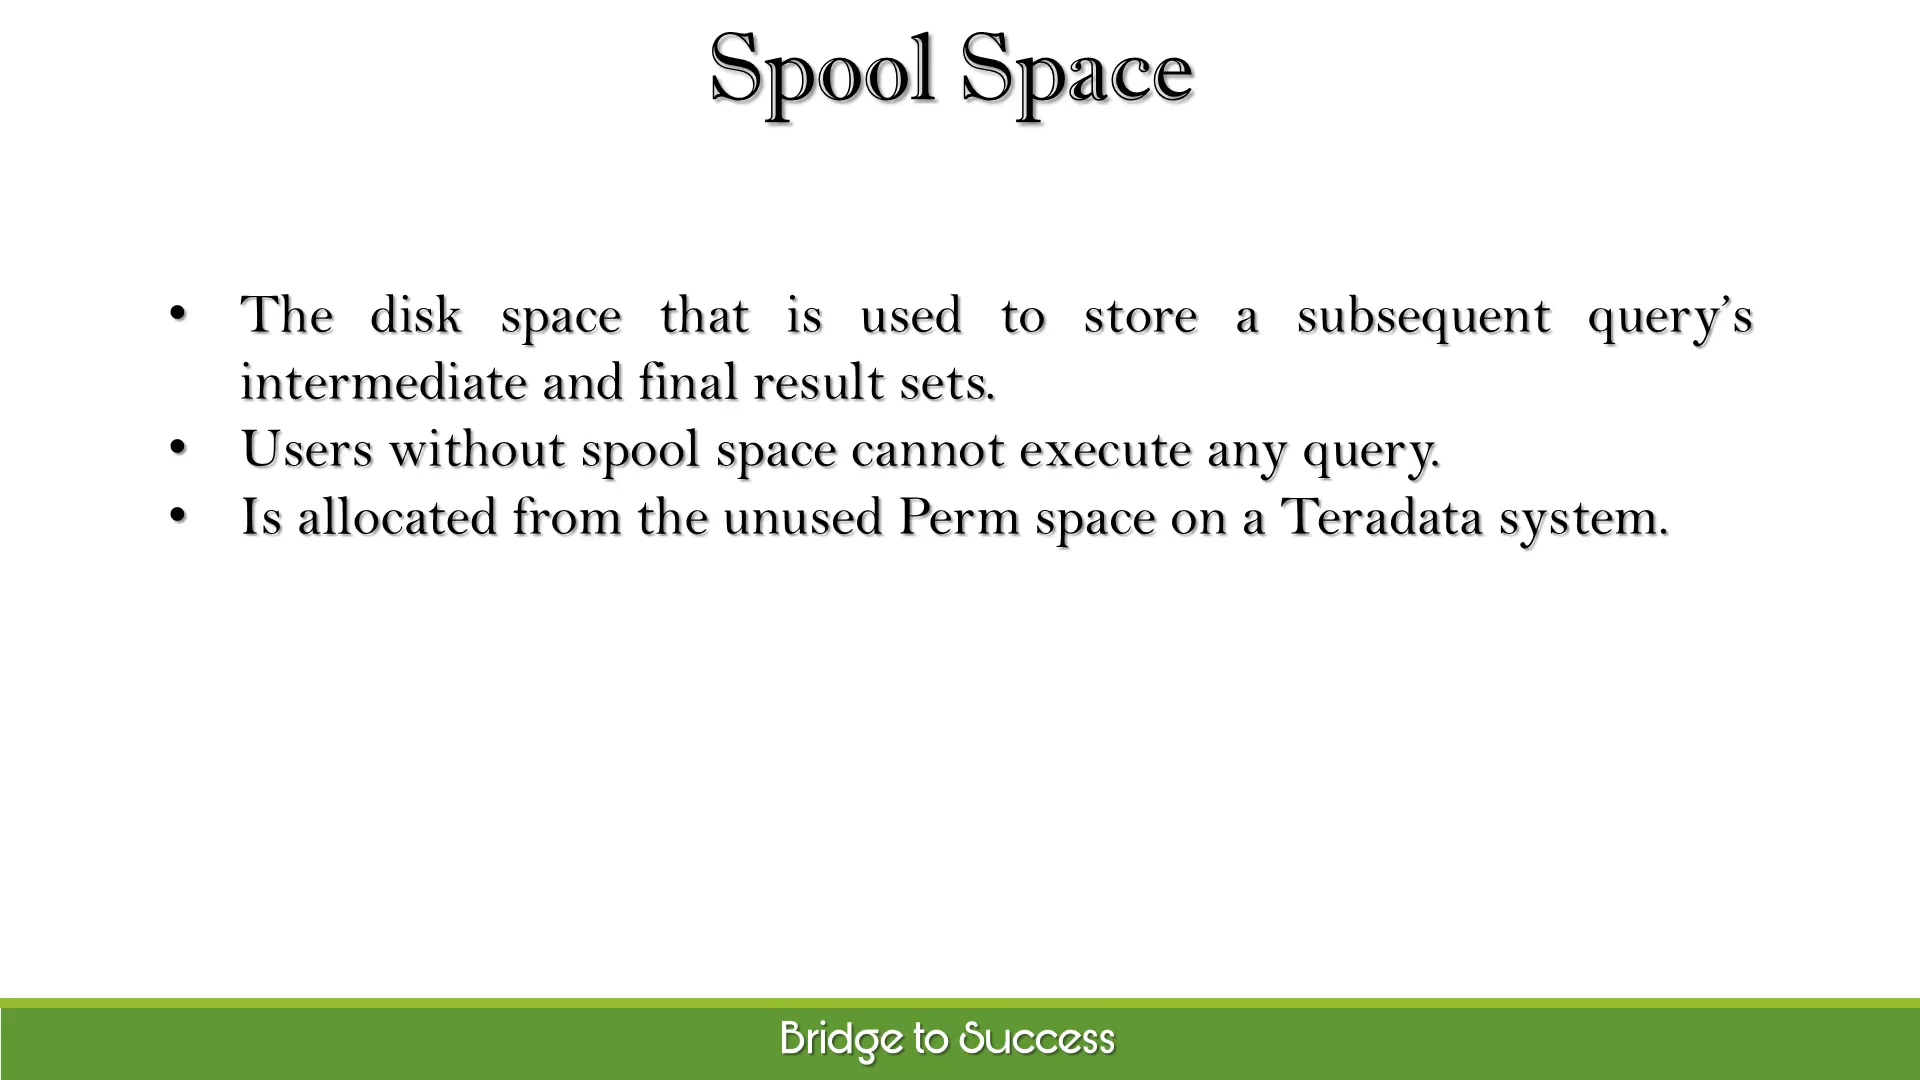 Spool Space
• The disk space that is used to store a subsequent query’s
intermediate and final result sets.
• Users without spool space cannot execute any query.
• Is allocated from the unused Perm space on a Teradata system.
Bridge to Success